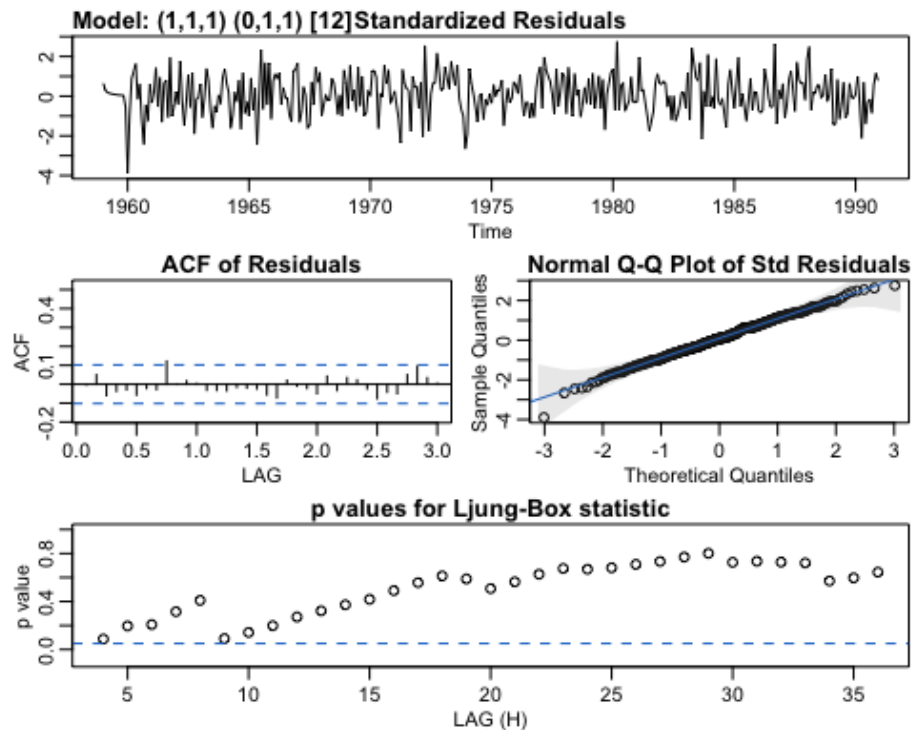 Model: (1,1,1) (0,1,1) [12] Standardized Residuals
2
0
-2
-4
1960 1965 1970 1975 1980 1985 1990
Time
ACF of Residuals
ACF
0.4
0.1
-0.2
0.0 0.5 1.0 1.5 2.0 2.5 3.0
LAG
Normal Q-Q Plot of Std Residuals
Sample Quantiles
2
0
-2
-4
-3 -2 -1 0 1 2 3
Theoretical Quantiles
p values for Ljung-Box statistic
p value
0.8
0.4
0.0
5 10 15 20 25 30 35
LAG (H)